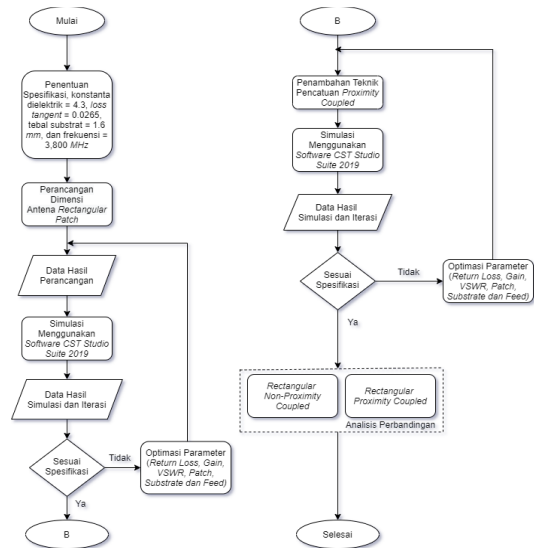 Mulai
Penentuan
Spesifikasi, konstanta
dielektrik = 4.3, loss
tangent = 0.0265,
tebal substrat = 1.6
mm, dan frekuensi =
3,800 MHz
Perancangan
Dimensi
Antena Rectangular
Patch
Data Hasil
Perancangan
Simulasi
Menggunakan
Software CST Studio
Suite 2019
Data Hasil
Simulasi dan Iterasi
Sesuai
Spesifikasi
Tidak
Optimasi Parameter
(Return Loss, Gain,
VSWR, Patch,
Substrate dan Feed)
Ya
B
B
Penambahan Teknik
Pencatuan Proximity
Coupled
Simulasi
Menggunakan
Software CST Studio
Suite 2019
Data Hasil
Simulasi dan Iterasi
Sesuai
Spesifikasi
Tidak
Optimasi Parameter
(Return Loss, Gain,
VSWR, Patch,
Substrate dan Feed)
Ya
Rectangular
Non-Proximity
Coupled
Rectangular
Proximity Coupled
Analisis Perbandingan
Selesai